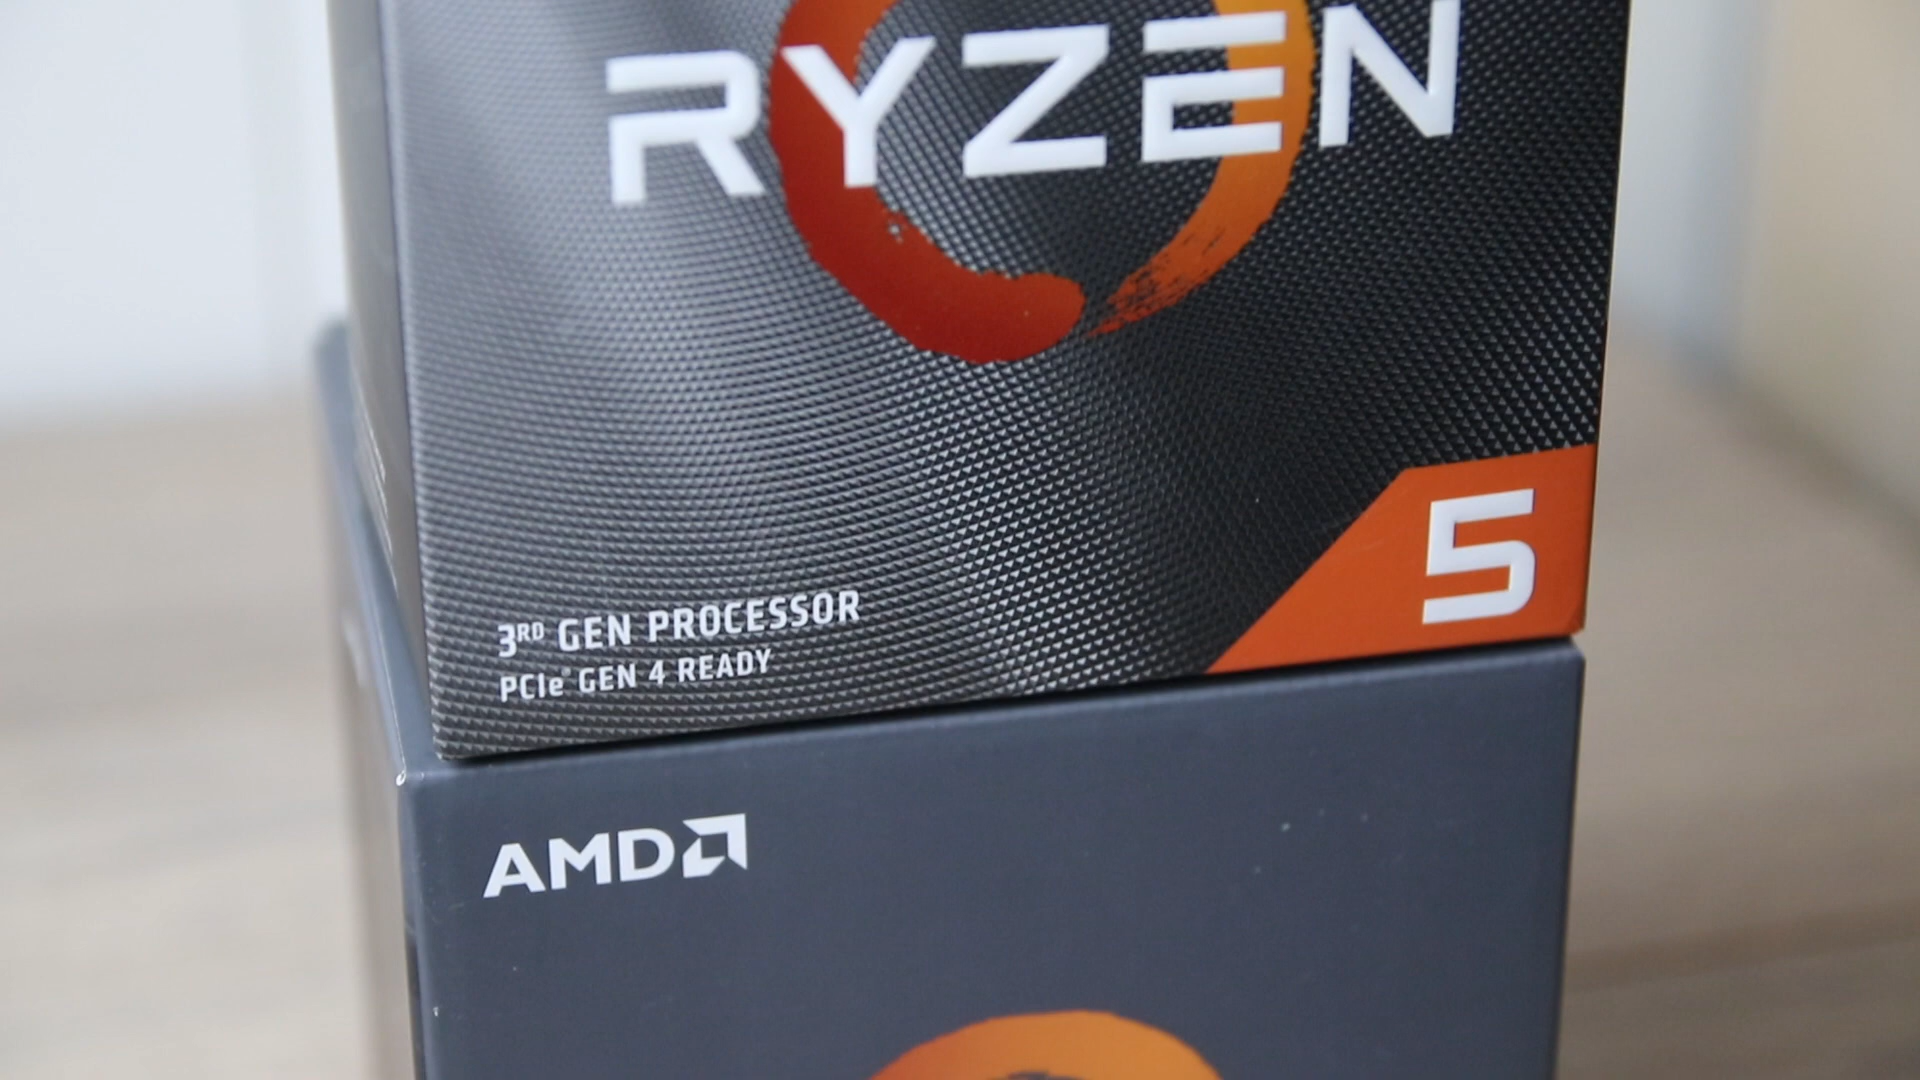 RYZEN
5
3RD GEN PROCESSOR
PCIe® GEN 4 READY
AMD